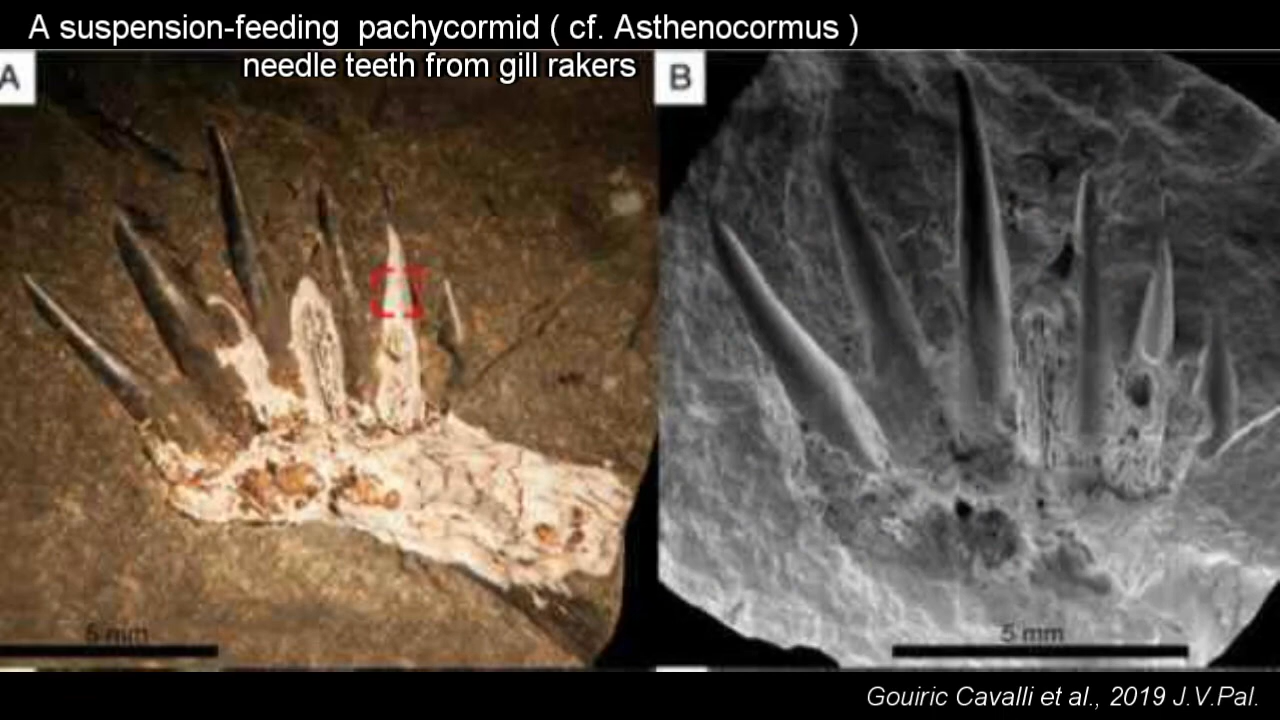 A suspension-feeding pachycormid ( cf. Asthenocormus )
needle teeth from gill rakers
A
B
5 mm
5 mm
Gouiric Cavalli et al., 2019 J.V.Pal.